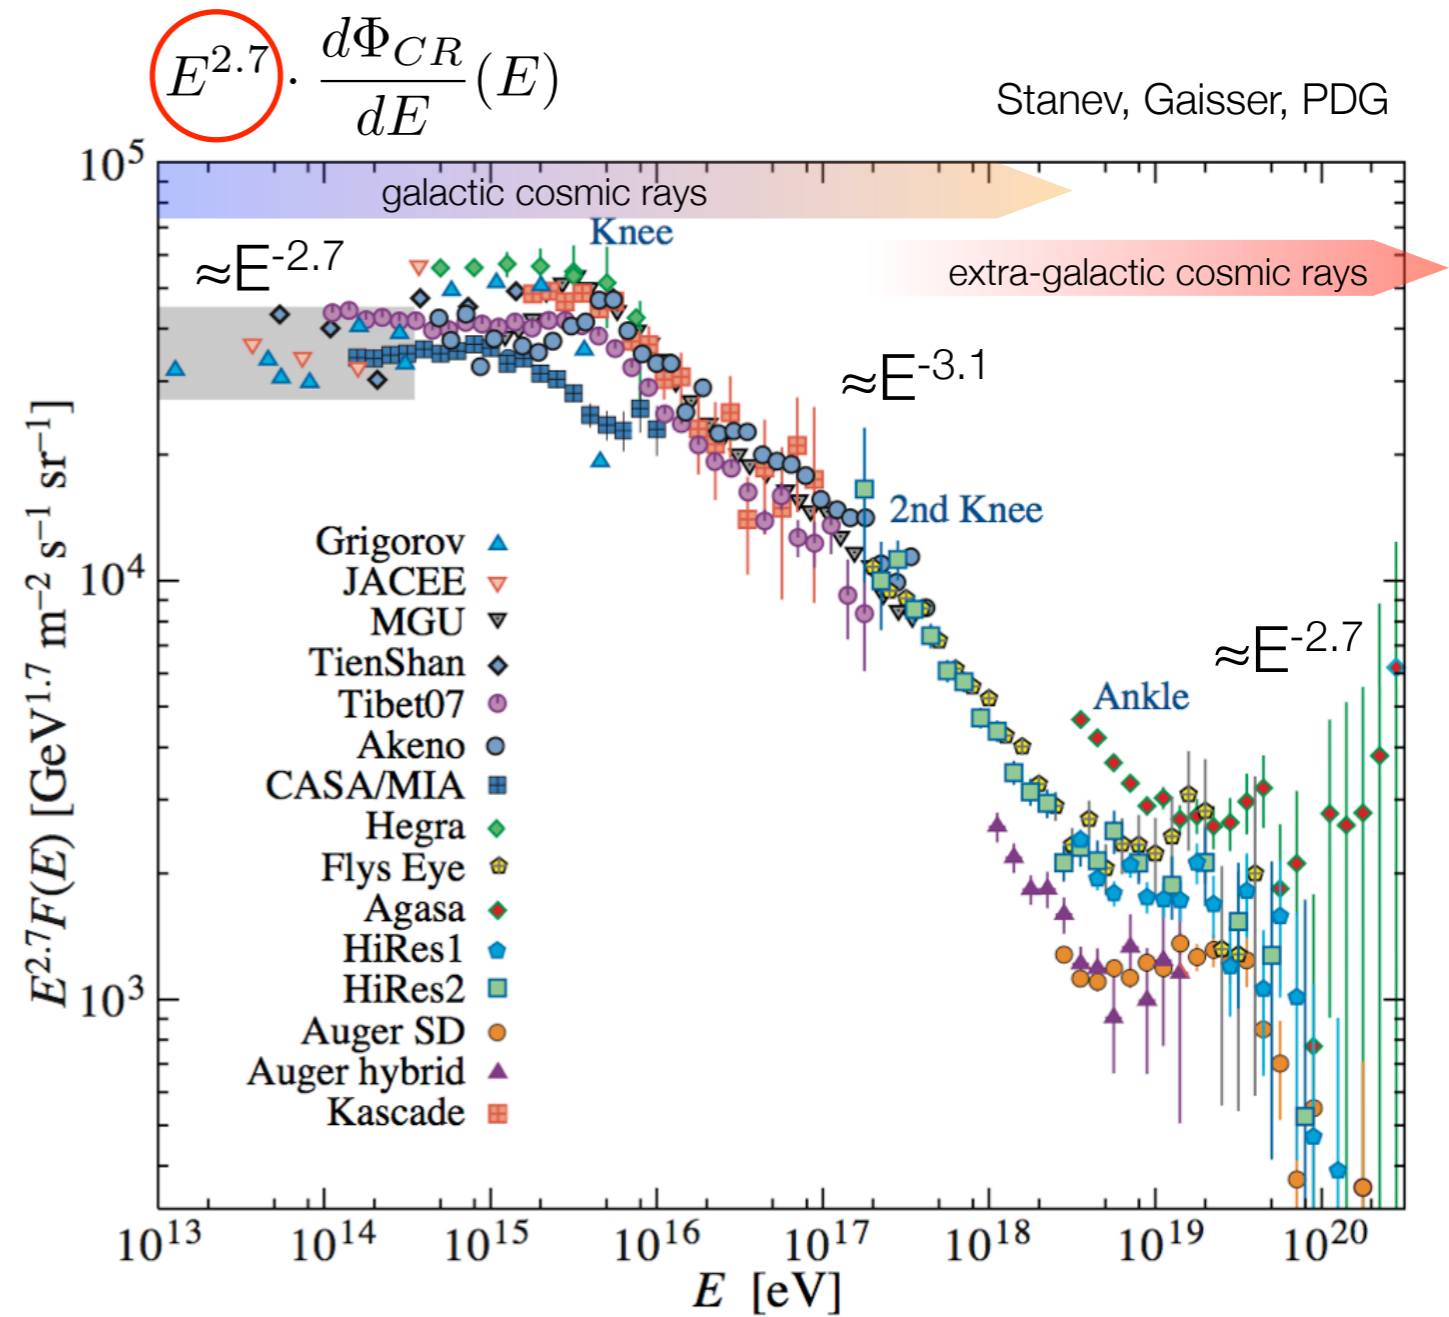 E^2.7 · dΦ_CR/dE (E)
Stanev, Gaisser, PDG
galactic cosmic rays
Knee
≈E^-2.7
extra-galactic cosmic rays
≈E^-3.1
2nd Knee
≈E^-2.7
Ankle
Grigorov
JACEE
MGU
TienShan
Tibet07
Akeno
CASA/MIA
Hegra
Flys Eye
Agasa
HiRes1
HiRes2
Auger SD
Auger hybrid
Kascade
E^2.7F(E) [GeV^1.7 m^−2 s^−1 sr^−1]
10^5
10^4
10^3
10^13 10^14 10^15 10^16 10^17 10^18 10^19 10^20
E [eV]